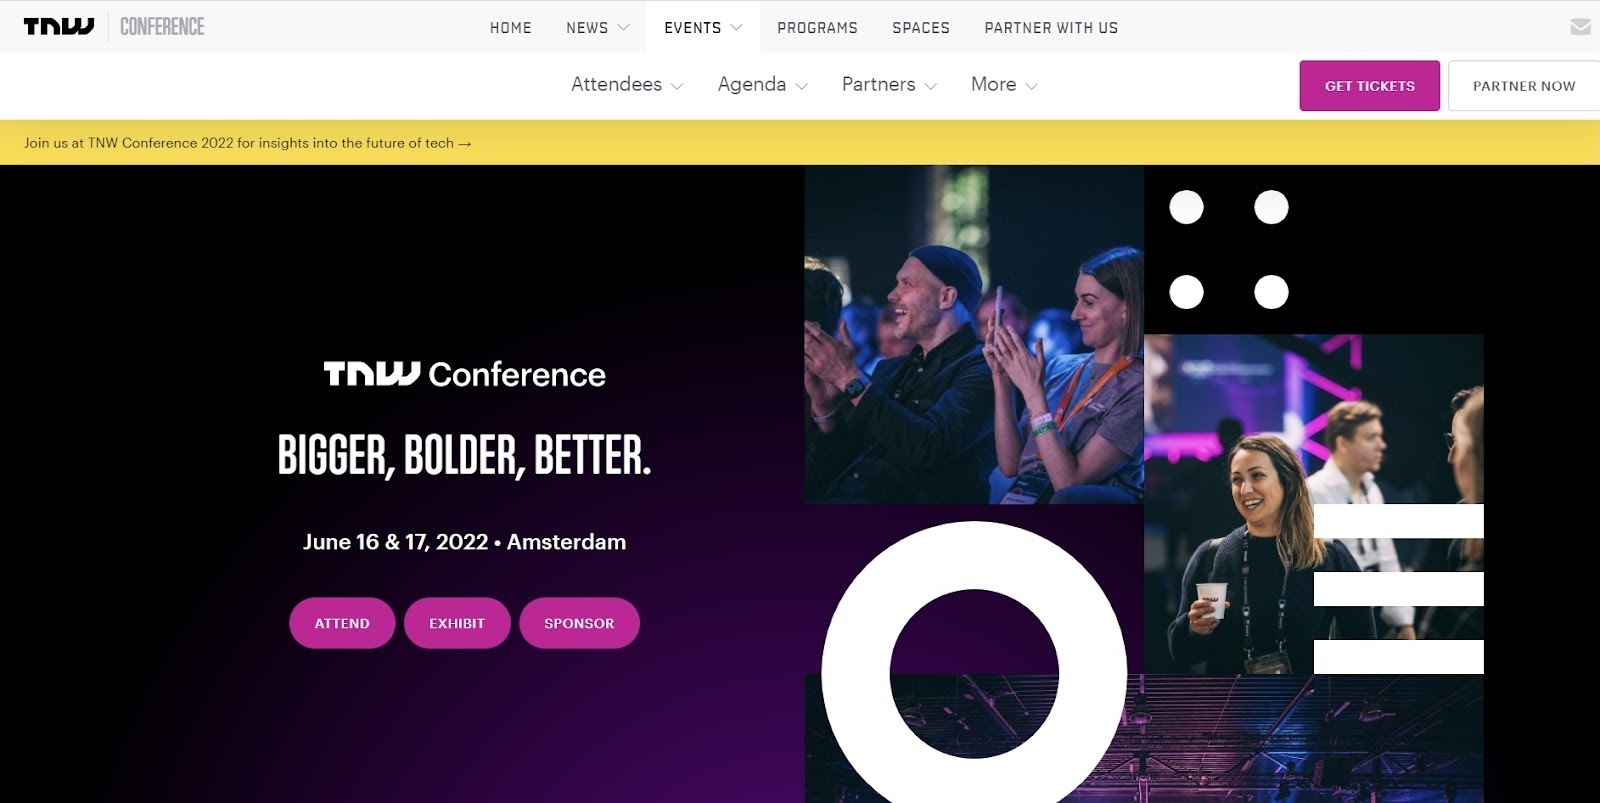 TNW CONFERENCE
HOME NEWS EVENTS PROGRAMS SPACES PARTNER WITH US
Attendees Agenda Partners More
GET TICKETS PARTNER NOW
Join us at TNW Conference 2022 for insights into the future of tech →
TNW Conference
BIGGER, BOLDER, BETTER.
June 16 & 17, 2022 • Amsterdam
ATTEND EXHIBIT SPONSOR
TNW